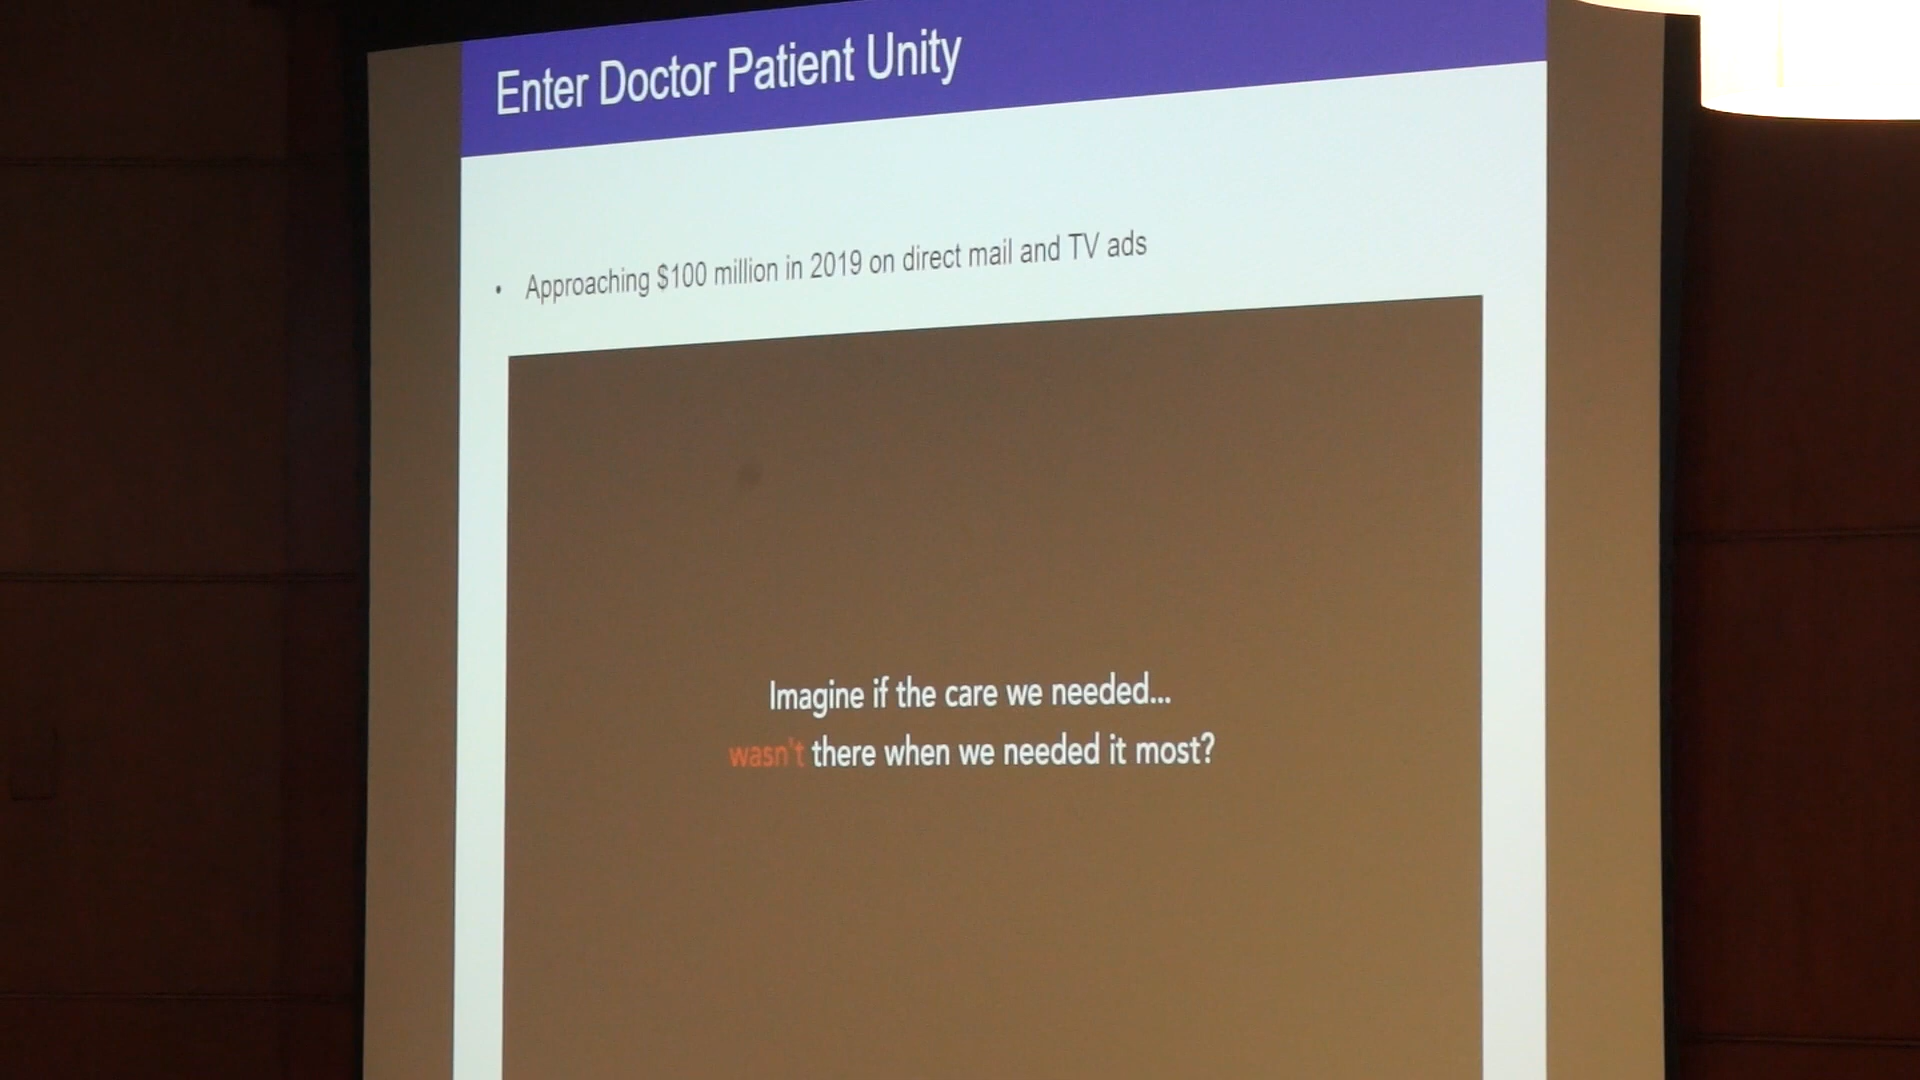 Enter Doctor Patient Unity
• Approaching $100 million in 2019 on direct mail and TV ads
Imagine if the care we needed...
wasn't there when we needed it most?